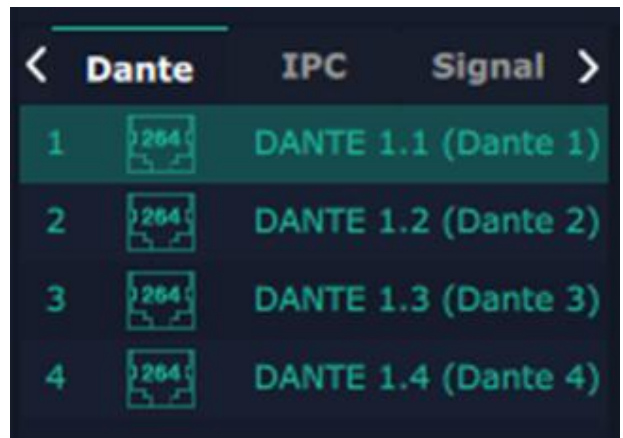 < Dante IPC Signal >
1 264 DANTE 1.1 (Dante 1)
2 264 DANTE 1.2 (Dante 2)
3 264 DANTE 1.3 (Dante 3)
4 264 DANTE 1.4 (Dante 4)